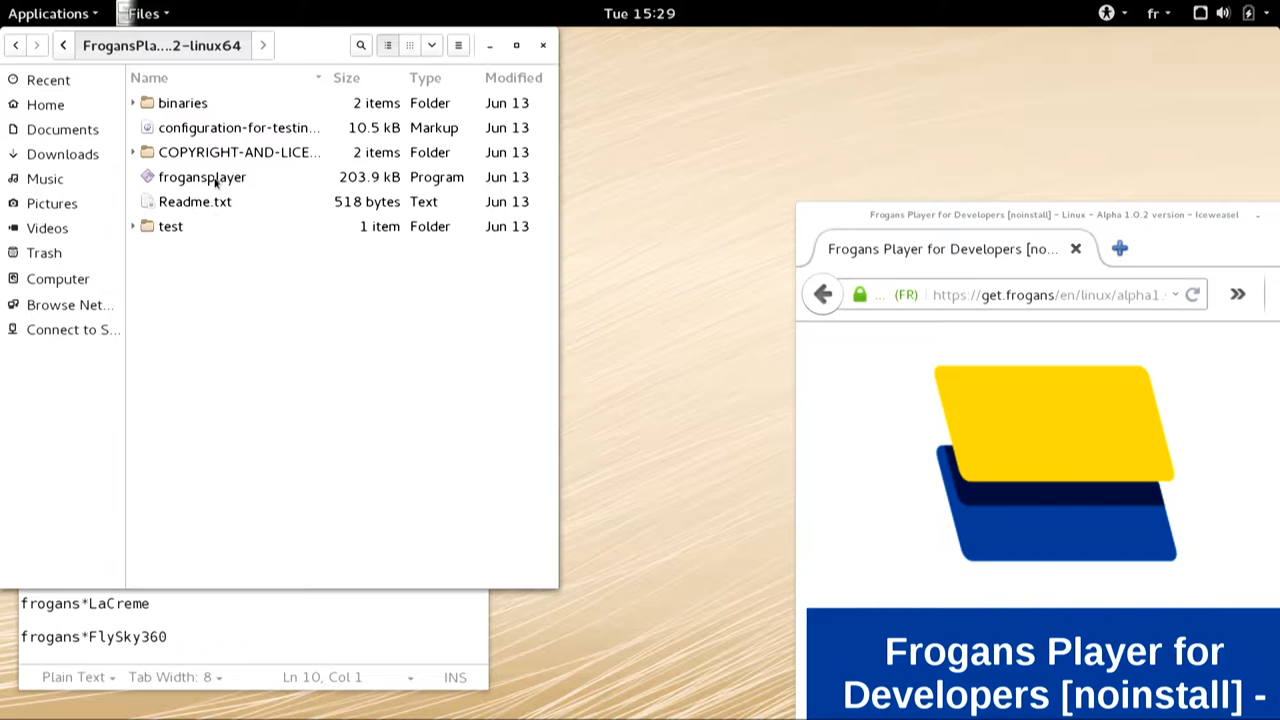 Applications Files Tue 15:29 fr
FrogansPla....2-linux64
Name Size Type Modified
Recent
Home
Documents
Downloads
Music
Pictures
Videos
Trash
Computer
Browse Net...
Connect to S...
binaries 2 items Folder Jun 13
configuration-for-testin... 10.5 kB Markup Jun 13
COPYRIGHT-AND-LICE... 2 items Folder Jun 13
frogansplayer 203.9 kB Program Jun 13
Readme.txt 518 bytes Text Jun 13
test 1 item Folder Jun 13
frogans*LaCreme
frogans*FlySky360
Plain Text Tab Width: 8 Ln 10, Col 1 INS
Frogans Player for Developers [noinstall] – Linux – Alpha 1.0.2 version – Iceweasel
Frogans Player for Developers [no...
... (FR) https://get.frogans/en/linux/alpha1.
Frogans Player for
Developers [noinstall] -